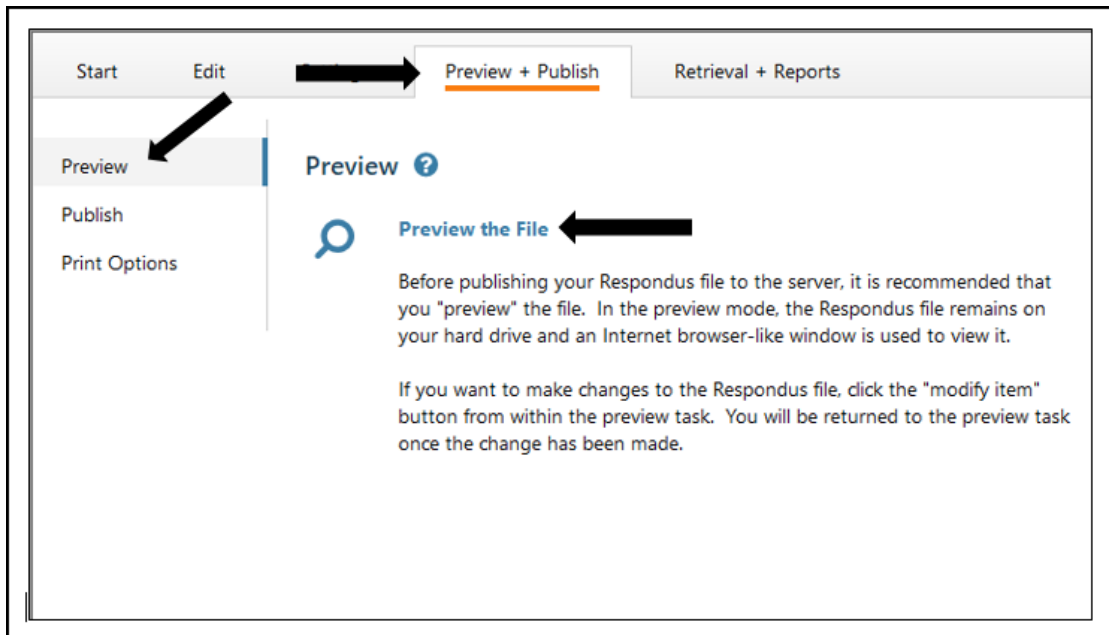 Start Edit Preview + Publish Retrieval + Reports
Preview
Publish
Print Options
Preview ?
Preview the File
Before publishing your Respondus file to the server, it is recommended that
you "preview" the file. In the preview mode, the Respondus file remains on
your hard drive and an Internet browser-like window is used to view it.
If you want to make changes to the Respondus file, click the "modify item"
button from within the preview task. You will be returned to the preview task
once the change has been made.